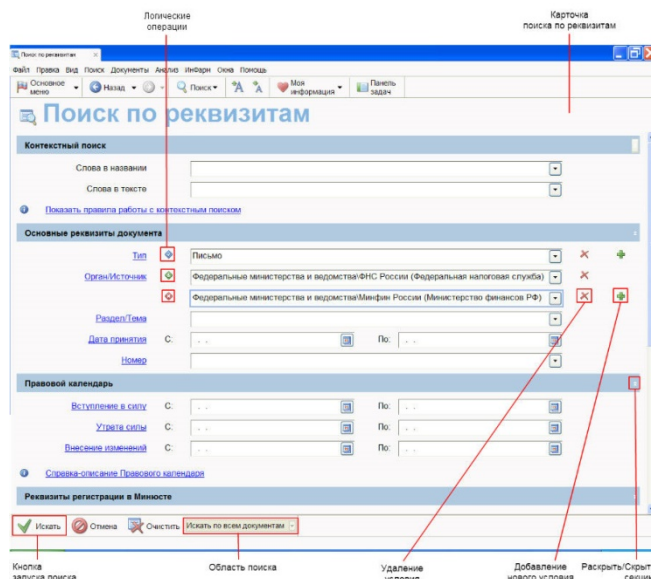 Логические
операции
Карточка
поиска по реквизитам
Поиск по реквизитам
Файл Правка Вид Поиск Документы Анализ ИнФарм Окна Помощь
Основное меню Назад Поиск Моя информация Панель задач
Поиск по реквизитам
Контекстный поиск
Слова в названии
Слова в тексте
Показать правила работы с контекстным поиском
Основные реквизиты документа
Тип Письмо
Орган/Источник Федеральные министерства и ведомства\ФНС России (Федеральная налоговая служба)
Федеральные министерства и ведомства\Минфин России (Министерство финансов РФ)
Раздел/Тема
Дата принятия С: . . По: . .
Номер
Правовой календарь
Вступление в силу С: . . По: . .
Утрата силы С: . . По: . .
Внесение изменений С: . . По: . .
Справка-описание Правового календаря
Реквизиты регистрации в Минюсте
Искать Отмена Очистить Искать по всем документам
Кнопка
запуска поиска
Область поиска
Удаление
условия
Добавление
нового условия
Раскрыть/Скрыт
секци